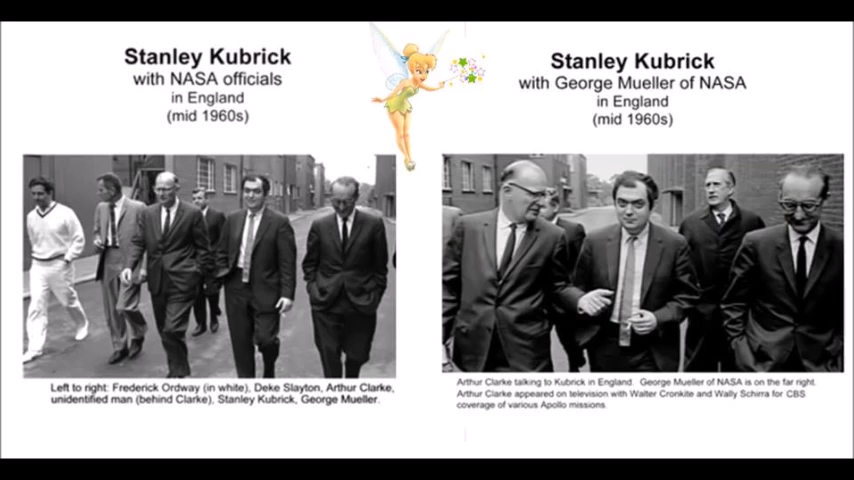 Stanley Kubrick
with NASA officials
in England
(mid 1960s)
Left to right: Frederick Ordway (in white), Deke Slayton, Arthur Clarke,
unidentified man (behind Clarke), Stanley Kubrick, George Mueller.
Stanley Kubrick
with George Mueller of NASA
in England
(mid 1960s)
Arthur Clarke talking to Kubrick in England. George Mueller of NASA is on the far right.
Arthur Clarke appeared on television with Walter Cronkite and Wally Schirra for CBS
coverage of various Apollo missions.